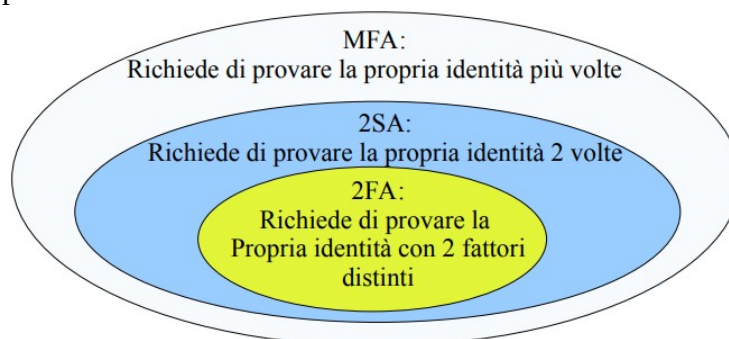 MFA:
Richiede di provare la propria identità più volte
2SA:
Richiede di provare la propria identità 2 volte
2FA:
Richiede di provare la
Propria identità con 2 fattori
distinti